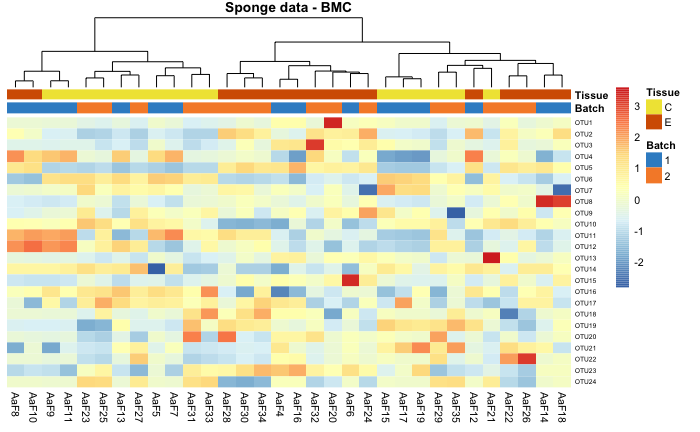 Sponge data - BMC
Tissue
Batch
OTU1
OTU2
OTU3
OTU4
OTU5
OTU6
OTU7
OTU8
OTU9
OTU10
OTU11
OTU12
OTU13
OTU14
OTU15
OTU16
OTU17
OTU18
OTU19
OTU20
OTU21
OTU22
OTU23
OTU24
AaF8 AaF10 AaF9 AaF11 AaF23 AaF25 AaF13 AaF27 AaF5 AaF7 AaF31 AaF33 AaF28 AaF30 AaF34 AaF4 AaF16 AaF32 AaF20 AaF6 AaF24 AaF15 AaF17 AaF19 AaF29 AaF35 AaF12 AaF21 AaF22 AaF26 AaF14 AaF18
3
2
1
0
-1
-2
Tissue
C
E
Batch
1
2